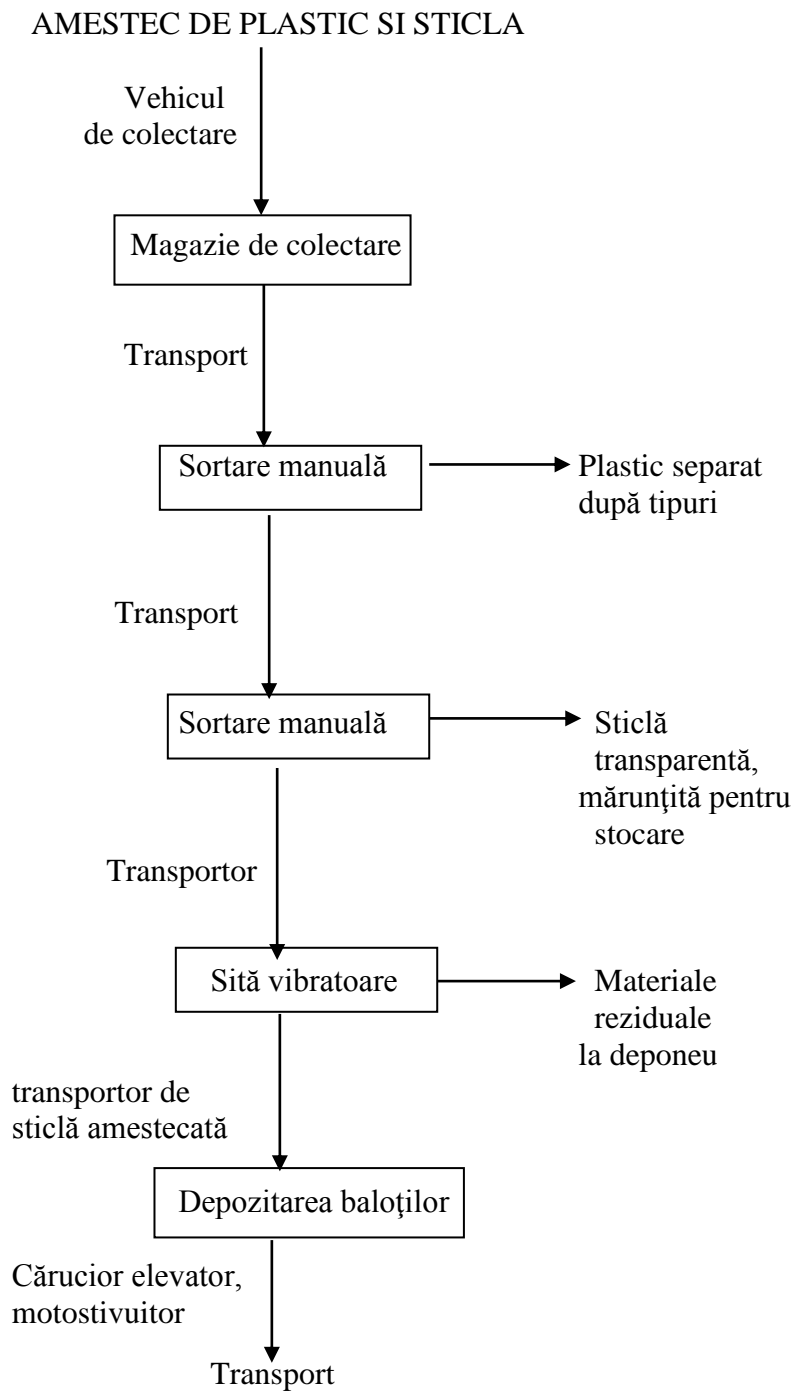 AMESTEC DE PLASTIC SI STICLA
Vehicul
de colectare
Magazie de colectare
Transport
Sortare manuală
Plastic separat
după tipuri
Transport
Sortare manuală
Sticlă
transparentă,
mărunţită pentru
stocare
Transportor
Sită vibratoare
Materiale
reziduale
la deponeu
transportor de
sticlă amestecată
Depozitarea baloţilor
Cărucior elevator,
motostivuitor
Transport